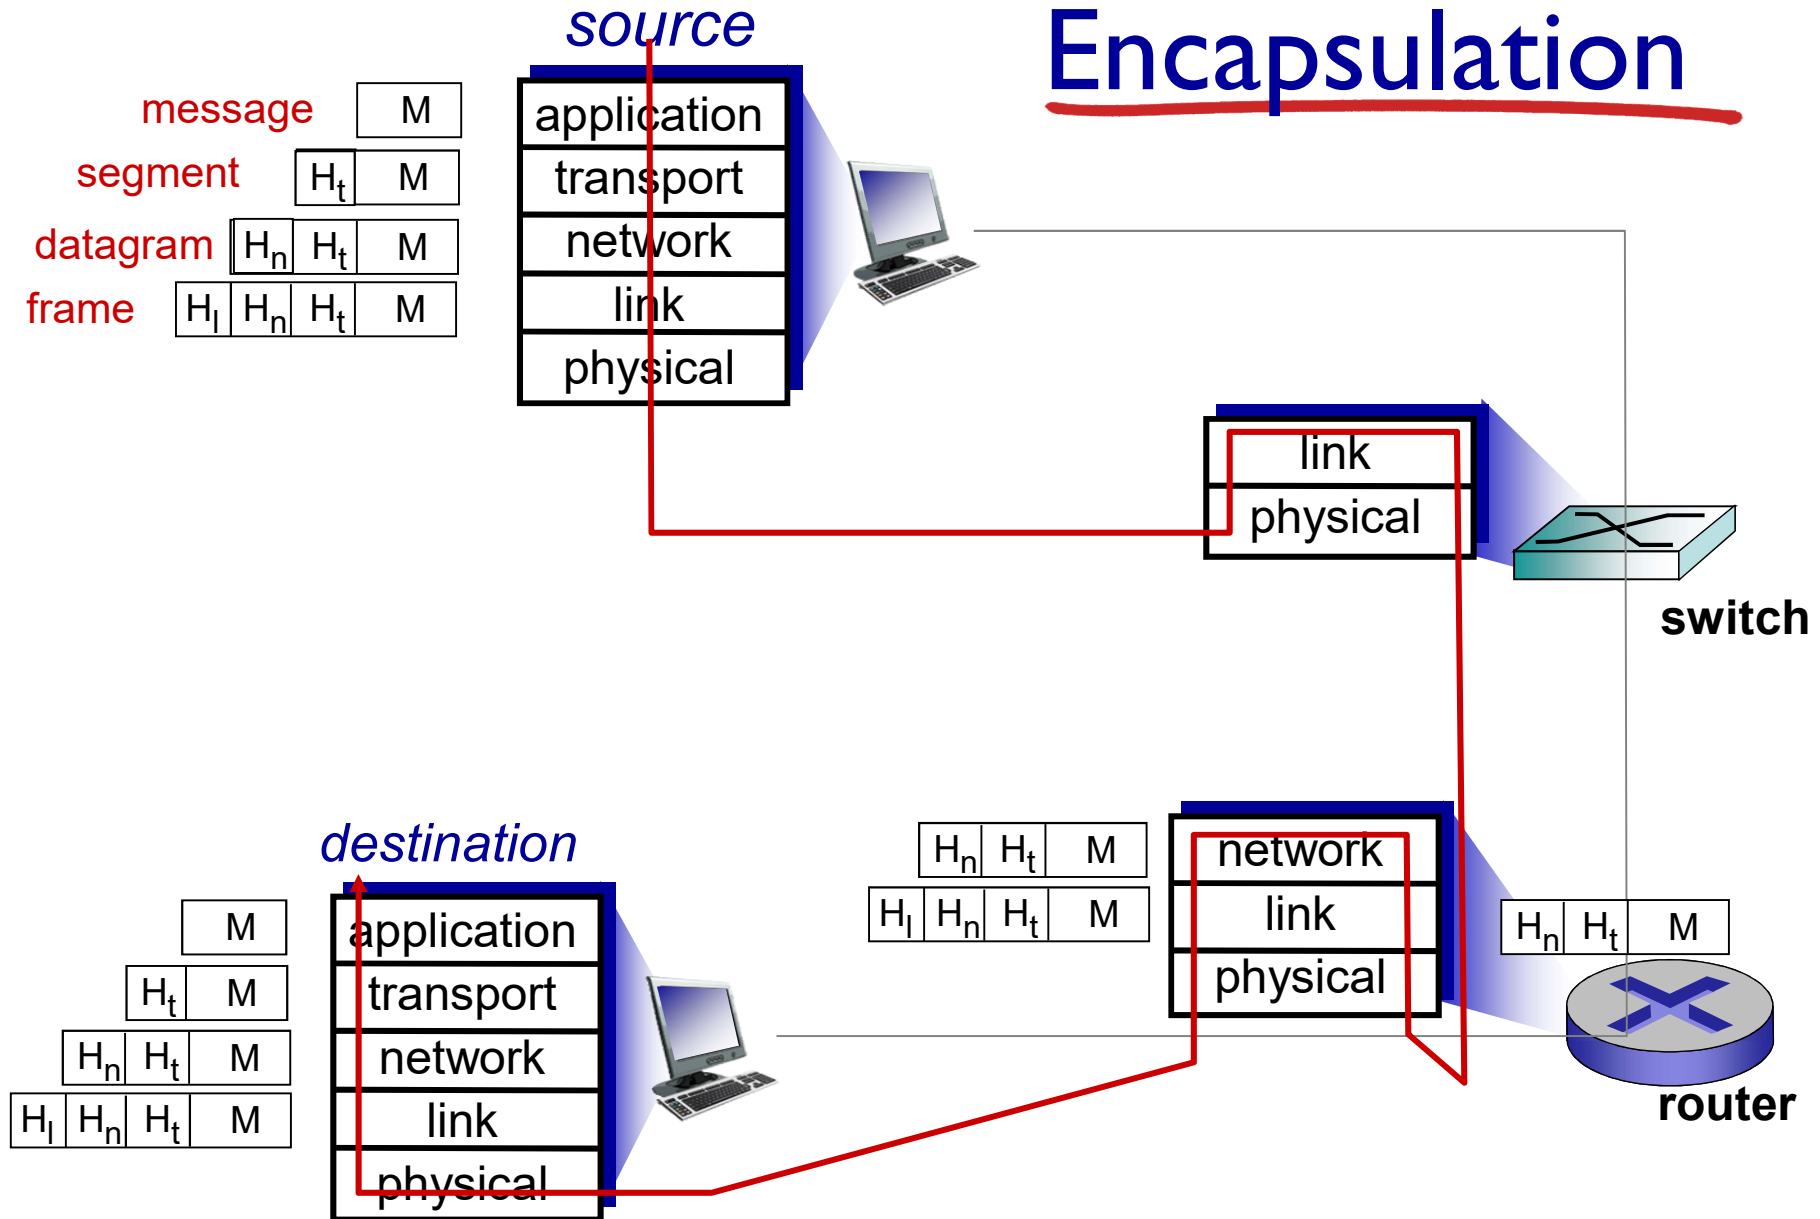 source
Encapsulation
message M
segment Ht M
datagram Hn Ht M
frame Hl Hn Ht M
application
transport
network
link
physical
link
physical
switch
destination
M
Ht M
Hn Ht M
Hl Hn Ht M
application
transport
network
link
physical
Hn Ht M
Hl Hn Ht M
network
link
physical
Hn Ht M
router